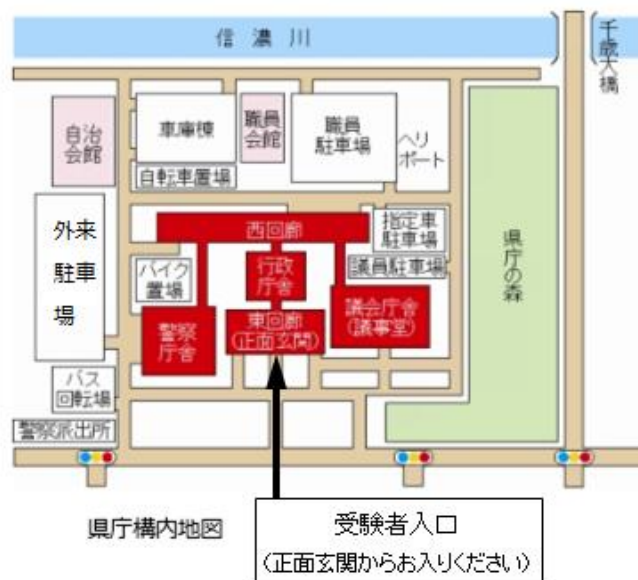 信濃川
千歳大橋
自治
会館
車庫棟
職員
会館
職員
駐車場
ヘリ
ポート
自転車置場
外来
駐車
場
西回廊
指定車
駐車場
県庁の森
バイク
置場
行政
庁舎
議員駐車場
警察
庁舎
東回廊
(正面玄関)
議会庁舎
(議事堂)
バス
回転場
警察派出所
県庁構内地図
受験者入口
(正面玄関からお入りください)